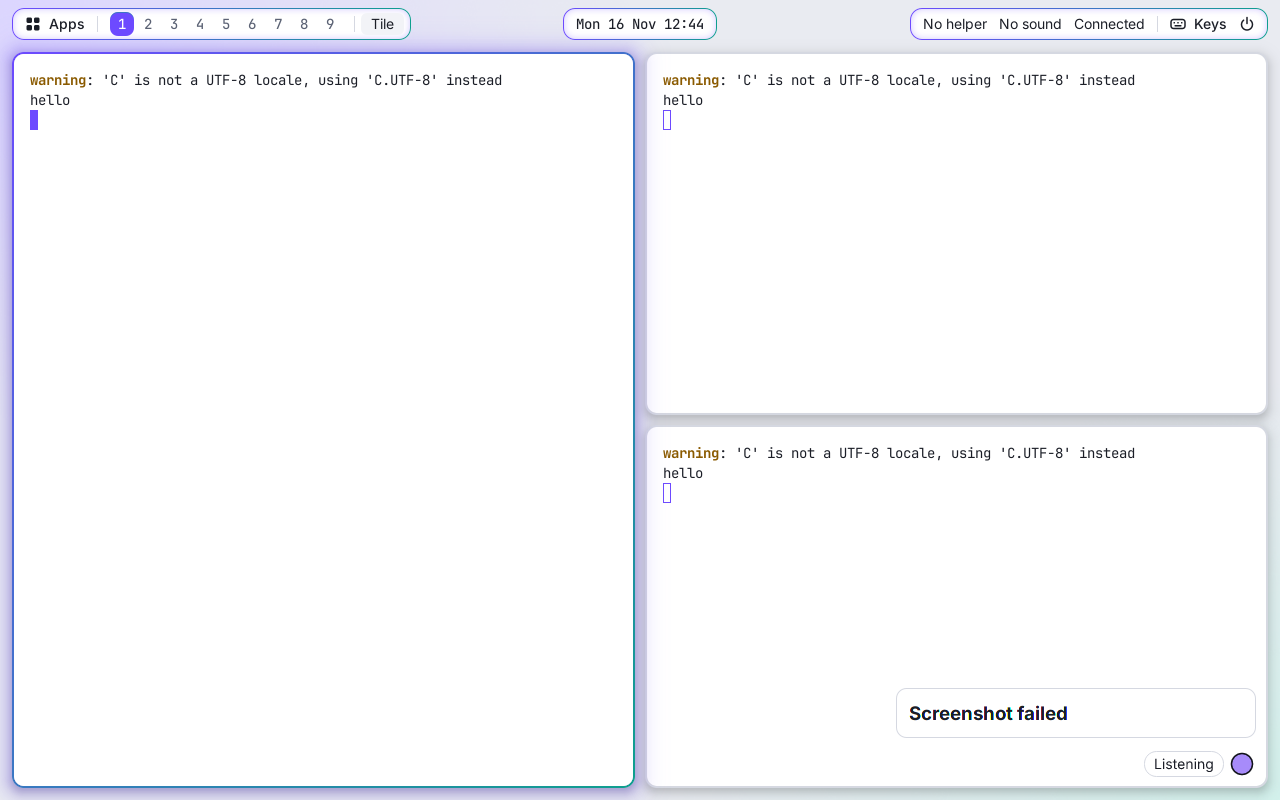 Apps 1 2 3 4 5 6 7 8 9 Tile
Mon 16 Nov 12:44
No helper No sound Connected Keys
warning: 'C' is not a UTF-8 locale, using 'C.UTF-8' instead
hello
warning: 'C' is not a UTF-8 locale, using 'C.UTF-8' instead
hello
warning: 'C' is not a UTF-8 locale, using 'C.UTF-8' instead
hello
Screenshot failed
Listening